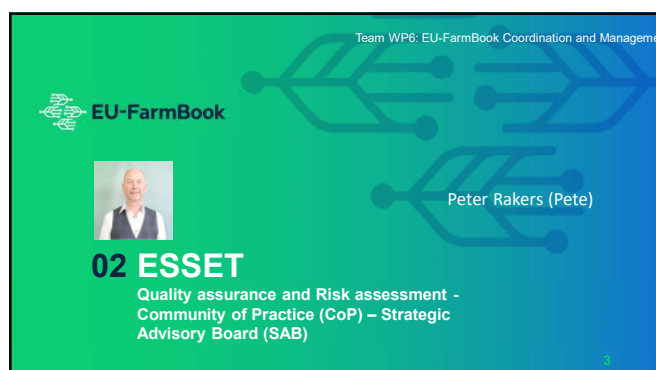 Team WP6: EU-FarmBook Coordination and Manageme
EU-FarmBook
Peter Rakers (Pete)
02 ESSET
Quality assurance and Risk assessment -
Community of Practice (CoP) – Strategic
Advisory Board (SAB)
3